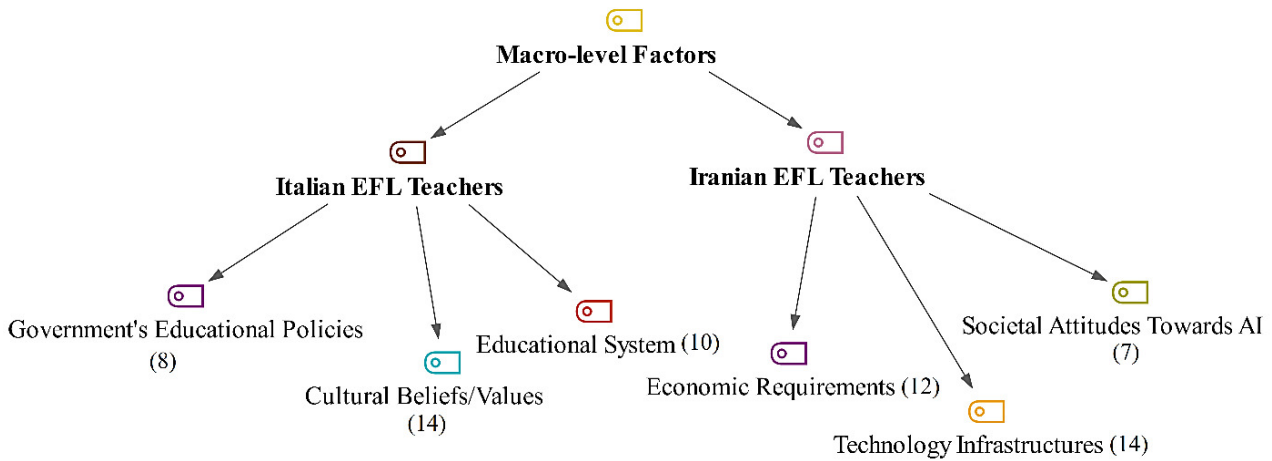 Macro-level Factors
Italian EFL Teachers
Iranian EFL Teachers
Government's Educational Policies
(8)
Cultural Beliefs/Values
(14)
Educational System (10)
Economic Requirements (12)
Technology Infrastructures (14)
Societal Attitudes Towards AI
(7)